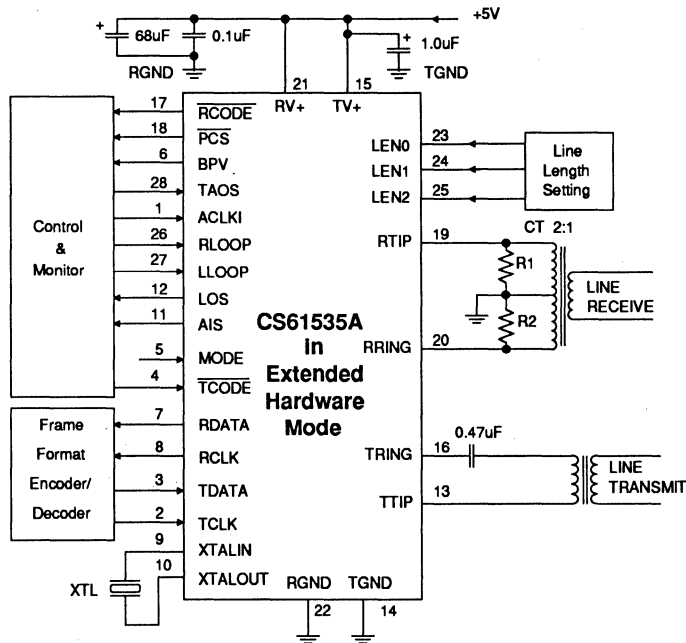 +5V
+
68uF
0.1uF
+
1.0uF
RGND
TGND
21
15
RV+
TV+
17
RCODE
18
PCS
6
BPV
28
TAOS
1
ACLKI
26
RLOOP
27
LLOOP
12
LOS
11
AIS
5
MODE
4
TCODE
Control
&
Monitor
7
RDATA
8
RCLK
3
TDATA
2
TCLK
Frame
Format
Encoder/
Decoder
9
XTALIN
10
XTALOUT
XTL
CS61535A
in
Extended
Hardware
Mode
LEN0
23
LEN1
24
LEN2
25
Line
Length
Setting
CT 2:1
RTIP
19
R1
R2
LINE
RECEIVE
RRING
20
TRING
16
0.47uF
TTIP
13
LINE
TRANSMIT
RGND
TGND
22
14